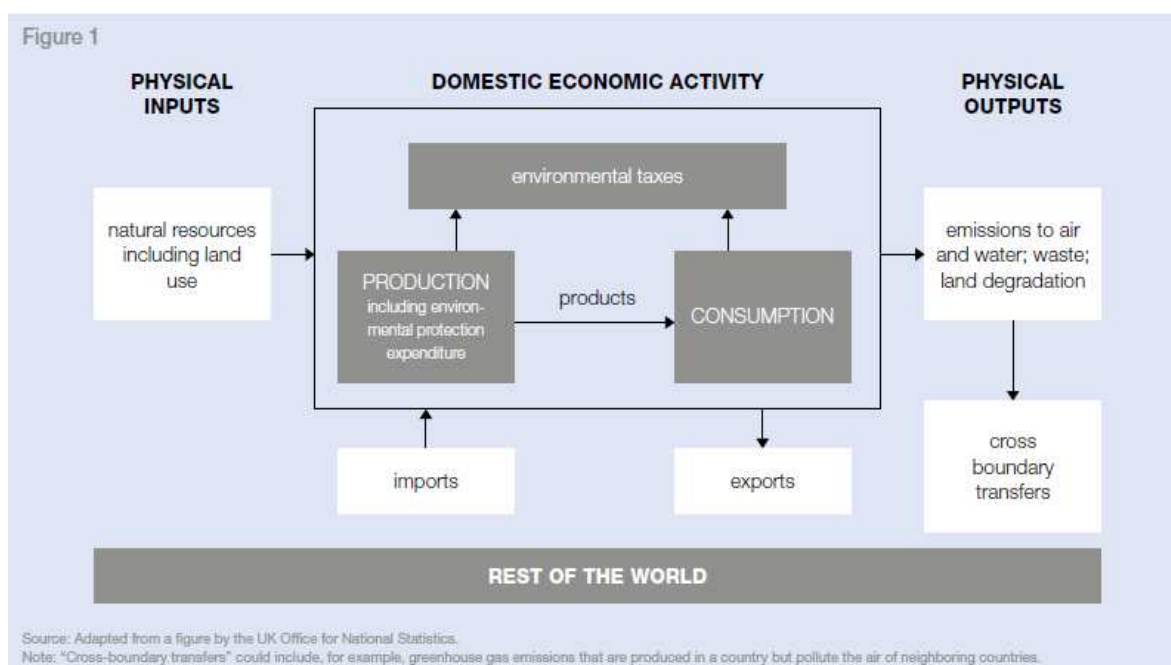 Figure 1
PHYSICAL
INPUTS
DOMESTIC ECONOMIC ACTIVITY
PHYSICAL
OUTPUTS
environmental taxes
natural resources
including land
use
PRODUCTION
including environ-
mental protection
expenditure
products
CONSUMPTION
emissions to air
and water; waste;
land degradation
imports
exports
cross
boundary
transfers
REST OF THE WORLD
Source: Adapted from a figure by the UK Office for National Statistics.
Note: “Cross-boundary transfers” could include, for example, greenhouse gas emissions that are produced in a country but pollute the air of neighboring countries.